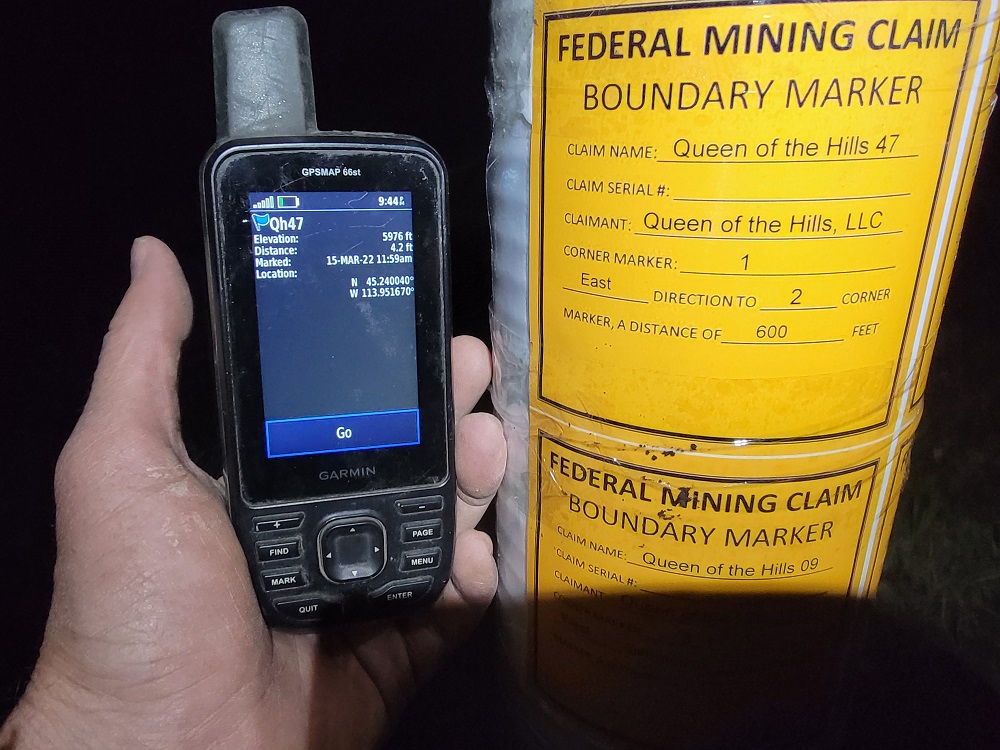 GPSMAP 66st
9:44
Qh47
Elevation: 5976 ft
Distance: 4.2 ft
Marked: 15-MAR-22 11:59am
Location:
N 45.240040°
W 113.951670°
Go
GARMIN
+ -
FIND PAGE
MARK MENU
QUIT ENTER
FEDERAL MINING CLAIM
BOUNDARY MARKER
CLAIM NAME: Queen of the Hills 47
CLAIM SERIAL #:
CLAIMANT: Queen of the Hills, LLC
CORNER MARKER: 1
East DIRECTION TO 2 CORNER
MARKER, A DISTANCE OF 600 FEET
FEDERAL MINING CLAIM
BOUNDARY MARKER
CLAIM NAME: Queen of the Hills 09
CLAIM SERIAL #:
CLAIMANT: